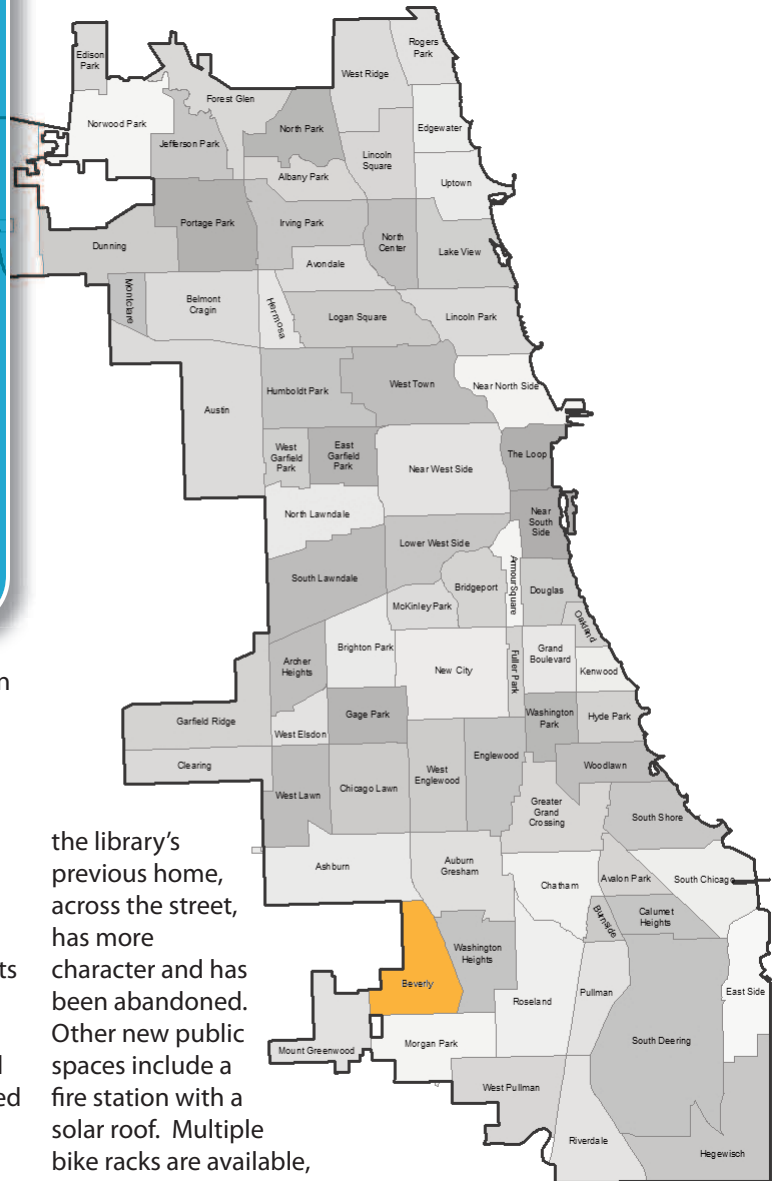 Edison
Park
Rogers
Park
West Ridge
Forest Glen
Norwood Park
North Park
Edgewater
Jefferson Park
Lincoln
Square
Albany Park
Uptown
Portage Park
Irving Park
North
Center
Dunning
Lake View
Avondale
Montclare
Belmont
Cragin
Hermosa
Logan Square
Lincoln Park
Austin
Humboldt Park
West Town
Near North Side
West
Garfield
Park
East
Garfield
Park
Near West Side
The Loop
North Lawndale
Near
South
Side
Lower West Side
South Lawndale
Bridgeport
ArmourSquare
Douglas
McKinley Park
Oakland
Brighton Park
New City
Fuller Park
Grand
Boulevard
Kenwood
Archer
Heights
Garfield Ridge
West Elsdon
Gage Park
Washington
Park
Hyde Park
Clearing
West Lawn
Chicago Lawn
West
Englewood
Englewood
Woodlawn
Greater
Grand
Crossing
South Shore
Ashburn
Auburn
Gresham
Chatham
Avalon Park
South Chicago
Burnside
Calumet
Heights
Washington
Heights
Beverly
Roseland
Pullman
East Side
Mount Greenwood
Morgan Park
South Deering
West Pullman
Riverdale
Hegewisch
the library's
previous home,
across the street,
has more
character and has
been abandoned.
Other new public
spaces include a
fire station with a
solar roof.  Multiple
bike racks are available,